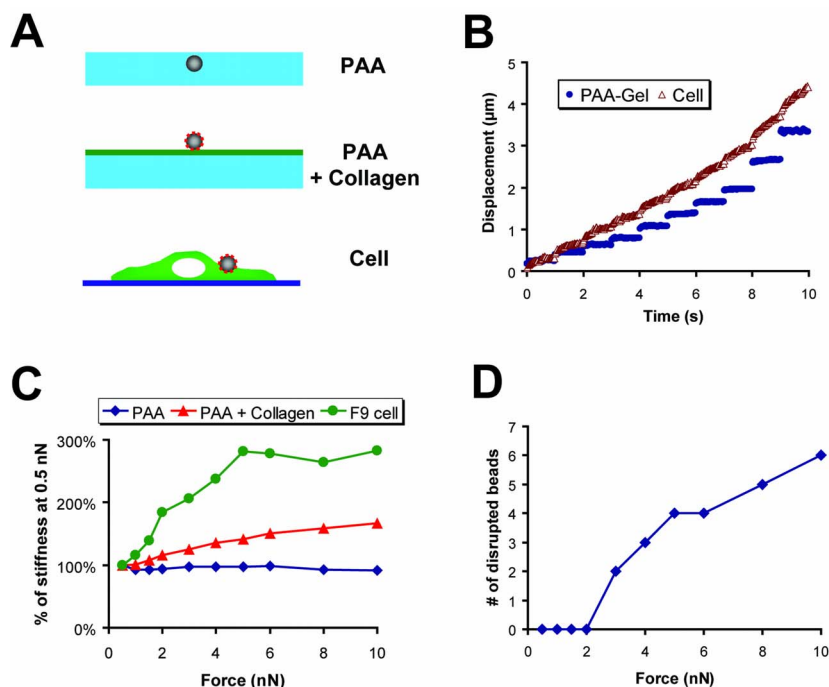 A
PAA
PAA
+ Collagen
Cell
B
PAA-Gel Cell
Displacement (µm)
5
4
3
2
1
0
0 2 4 6 8 10
Time (s)
C
PAA PAA + Collagen F9 cell
% of stiffness at 0.5 nN
300%
200%
100%
0%
0 2 4 6 8 10
Force (nN)
D
# of disrupted beads
7
6
5
4
3
2
1
0
0 2 4 6 8 10
Force (nN)